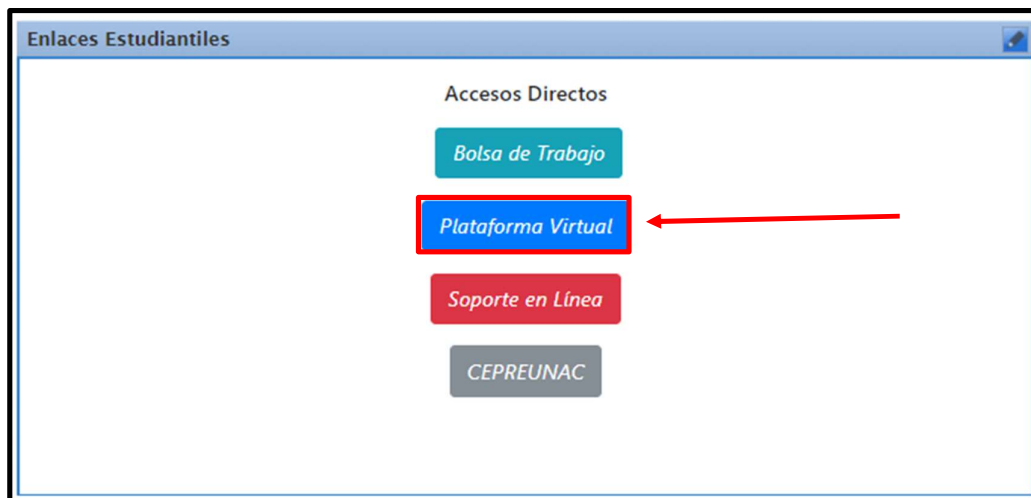 Enlaces Estudiantiles
Accesos Directos
Bolsa de Trabajo
Plataforma Virtual
Soporte en Línea
CEPREUNAC